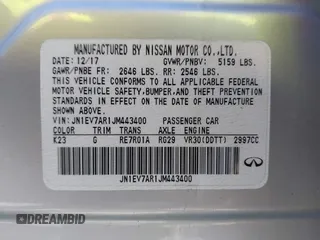 MANUFACTURED BY NISSAN MOTOR CO.,LTD.
DATE: 12/17 GVWR/PNBV: 5159 LBS.
GAWR/PNBE FR: 2646 LBS. RR: 2546 LBS.
THIS VEHICLE CONFORMS TO ALL APPLICABLE FEDERAL
MOTOR VEHICLE SAFETY,BUMPER,AND THEFT PREVENTION
STANDARDS IN EFFECT ON THE DATE OF MANUFACTURE
SHOWN ABOVE.
VIN: JN1EV7AR1JM443400 PASSENGER CAR
COLOR TRIM TRANS AXLE ENGINE
K23 G RE7R01A RG29 VR30(DDTT) 2997CC
JN1EV7AR1JM443400
INFINITI
DREAMBID